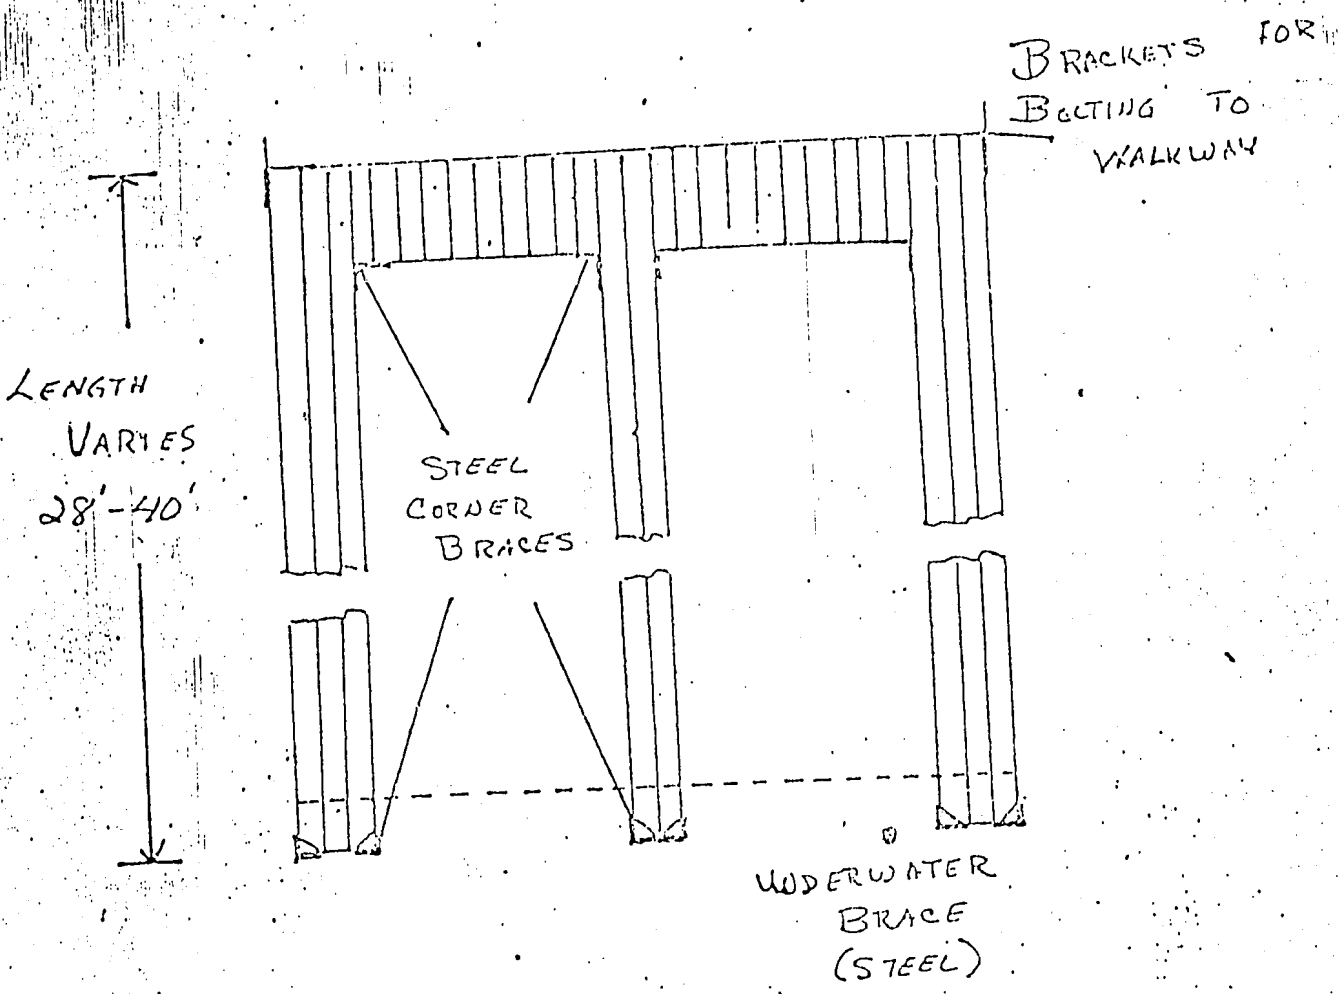 BRACKETS FOR
BOLTING TO
WALKWAY
LENGTH
VARIES
28'-40'
STEEL
CORNER
BRACES
UNDERWATER
BRACE
(STEEL)